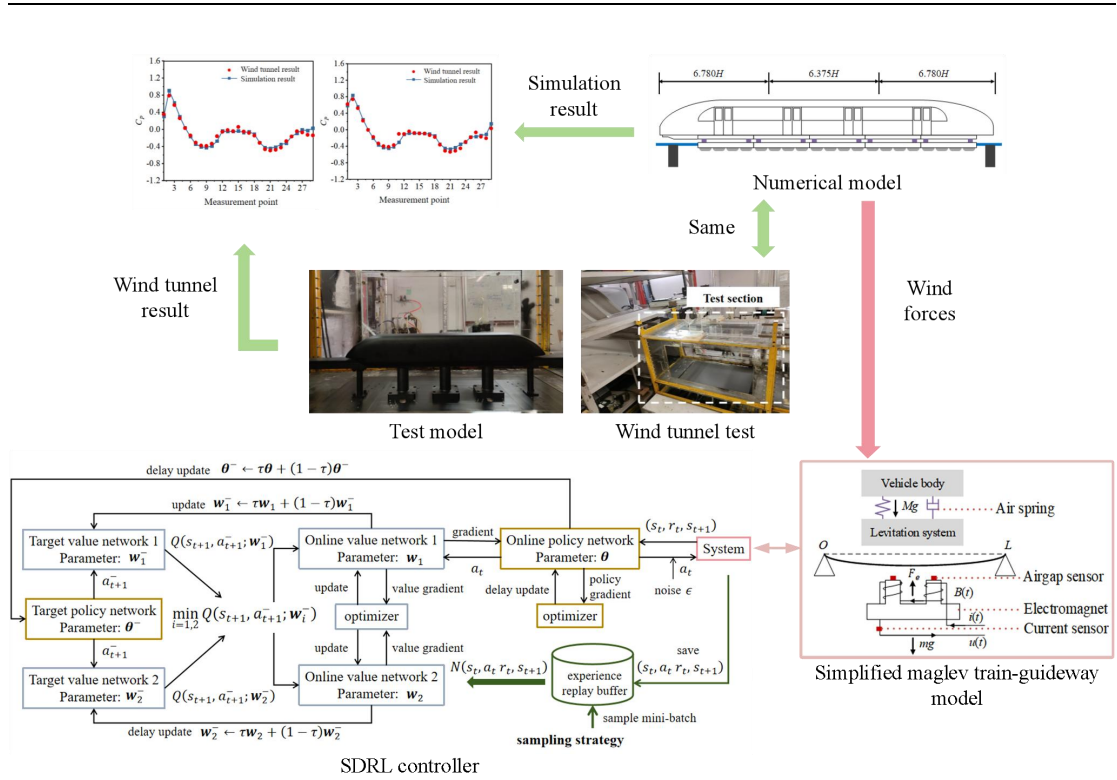 1.6
1.2
0.8
0.4
0.0
-0.4
-0.8
-1.2
C_p
Wind tunnel result
Simulation result
3 6 9 12 15 18 21 24 27
Measurement point
1.6
1.2
0.8
0.4
0.0
-0.4
-0.8
-1.2
C_p
Wind tunnel result
Simulation result
3 6 9 12 15 18 21 24 27
Measurement point
Simulation
result
6.780H 6.375H 6.780H
Numerical model
Same
Wind tunnel
result
Test section
Wind
forces
Test model
Wind tunnel test
delay update θ⁻ ← τθ + (1 − τ)θ⁻
update w₁⁻ ← τw₁ + (1 − τ)w₁⁻
Target value network 1
Parameter: w₁⁻
Q(sₜ₊₁, a⁻ₜ₊₁; w₁⁻)
a⁻ₜ₊₁
Target policy network
Parameter: θ⁻
min Q(sₜ₊₁, a⁻ₜ₊₁; wᵢ⁻)
i=1,2
a⁻ₜ₊₁
Target value network 2
Parameter: w₂⁻
Q(sₜ₊₁, a⁻ₜ₊₁; w₂⁻)
delay update w₂⁻ ← τw₂ + (1 − τ)w₂⁻
Online value network 1
Parameter: w₁
update
value gradient
optimizer
update
value gradient
Online value network 2
Parameter: w₂
gradient
aₜ
Online policy network
Parameter: θ
delay update
policy
gradient
optimizer
(sₜ, rₜ, sₜ₊₁)
aₜ
noise ϵ
System
save
(sₜ, aₜ rₜ, sₜ₊₁)
N(sₜ, aₜ rₜ, sₜ₊₁)
experience
replay buffer
sample mini-batch
sampling strategy
SDRL controller
Vehicle body
Mg
Air spring
Levitation system
O
L
Fₑ
Airgap sensor
B(t)
Electromagnet
i(t)
Current sensor
u(t)
mg
Simplified maglev train-guideway
model